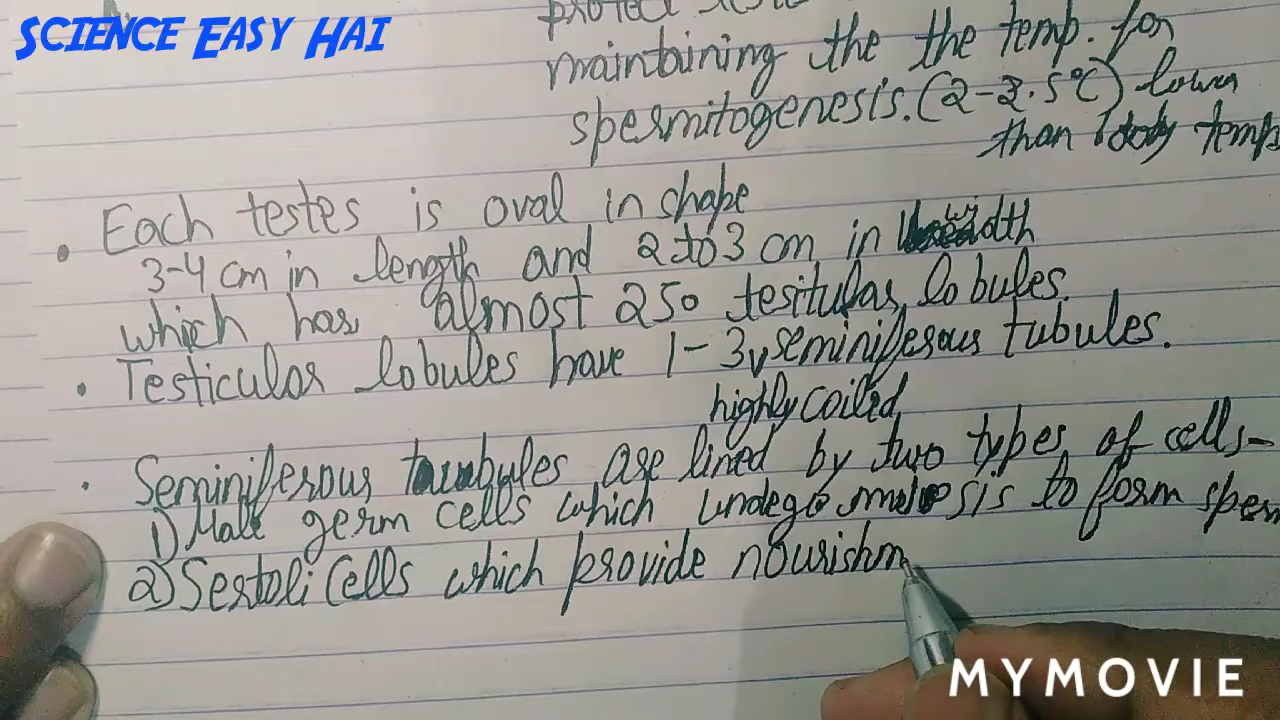 SCIENCE EASY HAI
protect
maintaining the the temp. for
spermitogenesis. (2-2.5°C) lower
than body temp
• Each testes is oval in shape
3-4 cm in length and 2 to 3 cm in width
which has almost 250 tesitular lobules.
• Testicular lobules have 1-3 seminiferous tubules.
highly coiled
• Seminiferous tubules are lined by two types of cells-
1) Male germ cells which undego meiosis to form sperm
2) Sertoli Cells which provide nourishm
MYMOVIE